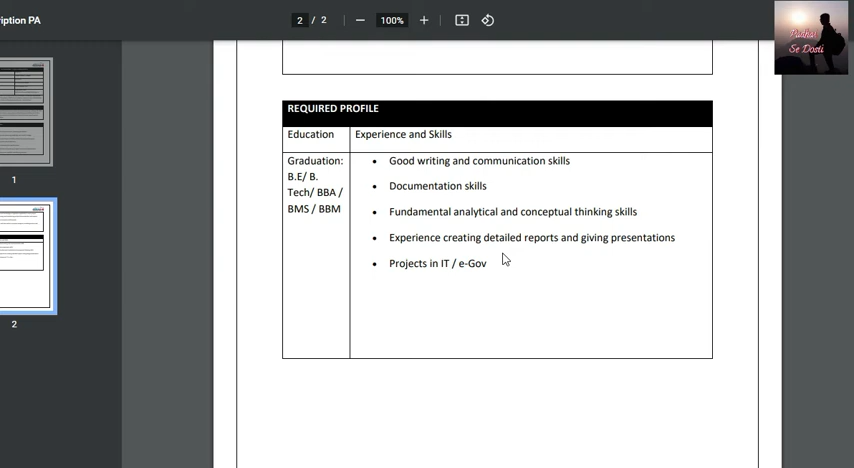 ription PA
2 / 2
100%
Padhai
Se Dosti
REQUIRED PROFILE
Education
Experience and Skills
Graduation:
B.E/ B.
Tech/ BBA /
BMS / BBM
• Good writing and communication skills
• Documentation skills
• Fundamental analytical and conceptual thinking skills
• Experience creating detailed reports and giving presentations
• Projects in IT / e-Gov
1
2